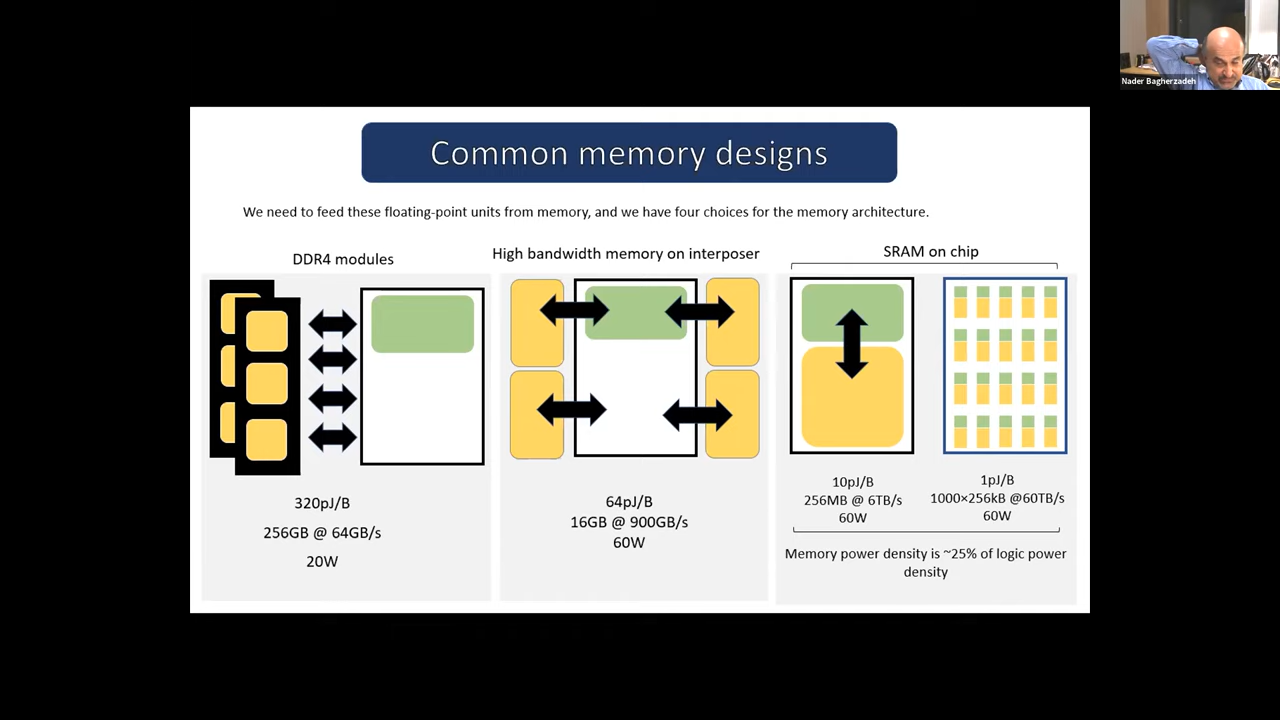 Nader Bagherzadeh
Common memory designs
We need to feed these floating-point units from memory, and we have four choices for the memory architecture.
DDR4 modules
320pJ/B
256GB @ 64GB/s
20W
High bandwidth memory on interposer
64pJ/B
16GB @ 900GB/s
60W
SRAM on chip
10pJ/B
256MB @ 6TB/s
60W
1pJ/B
1000×256kB @60TB/s
60W
Memory power density is ~25% of logic power
density